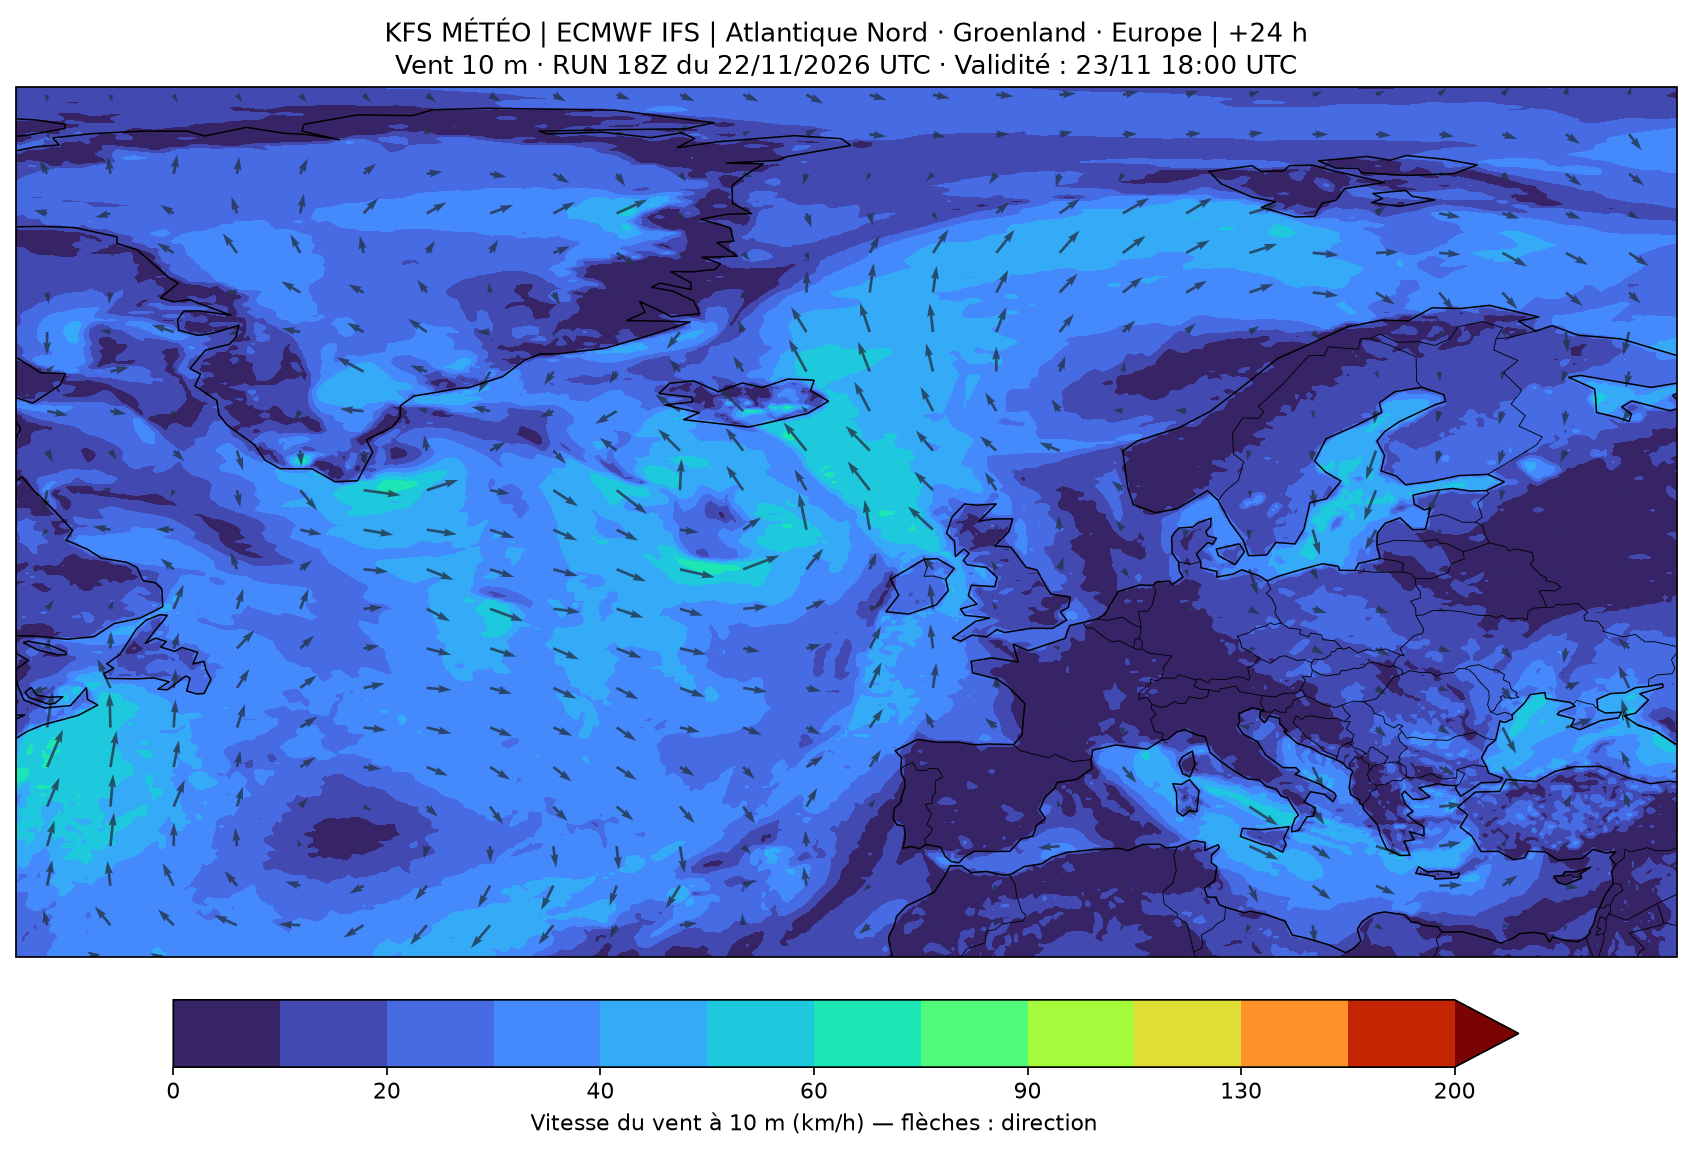 KFS MÉTÉO | ECMWF IFS | Atlantique Nord · Groenland · Europe | +24 h
Vent 10 m · RUN 18Z du 22/11/2026 UTC · Validité : 23/11 18:00 UTC
0 20 40 60 90 130 200
Vitesse du vent à 10 m (km/h) — flèches : direction